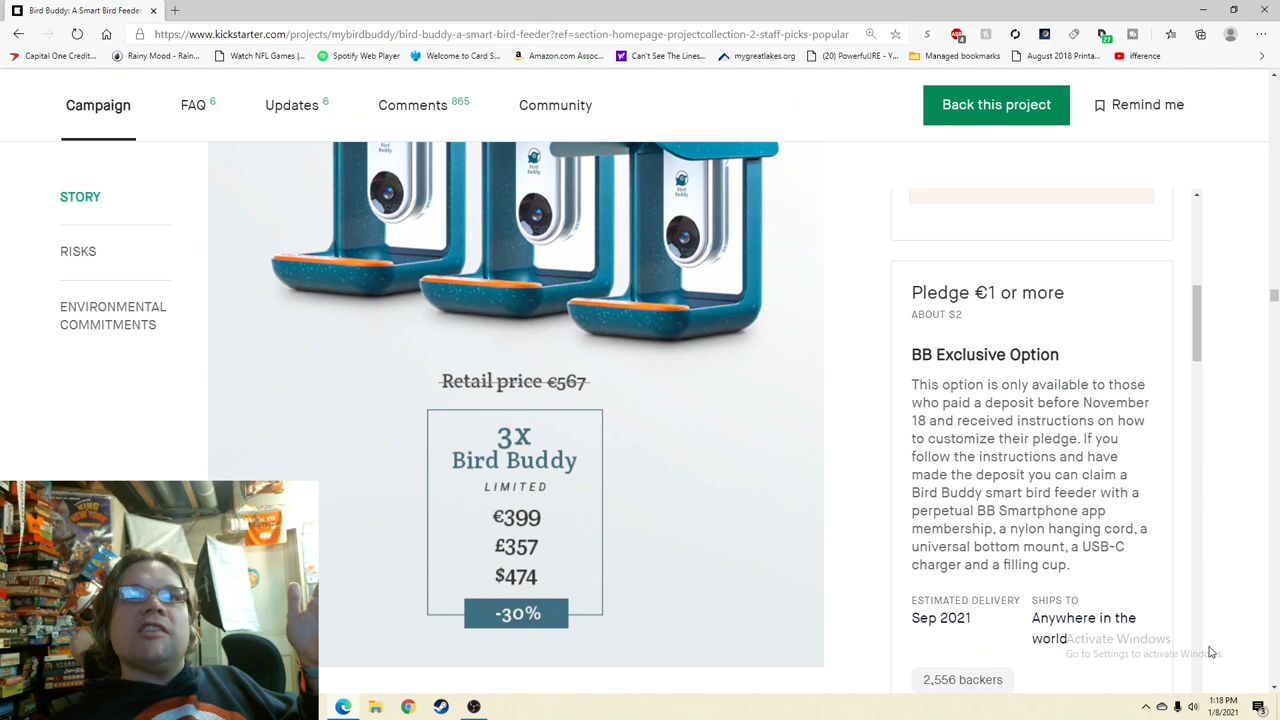 Bird Buddy: A Smart Bird Feeder
https://www.kickstarter.com/projects/mybirdbuddy/bird-buddy-a-smart-bird-feeder?ref=section-homepage-projectcollection-2-staff-picks-popular
Capital One Credit... Rainy Mood - Rain... Watch NFL Games |... Spotify Web Player Welcome to Card S... Amazon.com Assoc... Can't See The Lines... mygreatlakes.org (20) PowerfulJRE - Y... Managed bookmarks August 2018 Printa... ifference
Campaign FAQ 6 Updates 6 Comments 865 Community Back this project Remind me
STORY
RISKS
ENVIRONMENTAL
COMMITMENTS
Bird
Buddy
Bird
Buddy
Bird
Buddy
Retail price €567
3X
Bird Buddy
LIMITED
€399
£357
$474
-30%
Pledge €1 or more
ABOUT $2
BB Exclusive Option
This option is only available to those
who paid a deposit before November
18 and received instructions on how
to customize their pledge. If you
follow the instructions and have
made the deposit you can claim a
Bird Buddy smart bird feeder with a
perpetual BB Smartphone app
membership, a nylon hanging cord, a
universal bottom mount, a USB-C
charger and a filling cup.
ESTIMATED DELIVERY SHIPS TO
Sep 2021 Anywhere in the
world
Activate Windows
Go to Settings to activate Windows.
2,556 backers
1:18 PM
1/8/2021